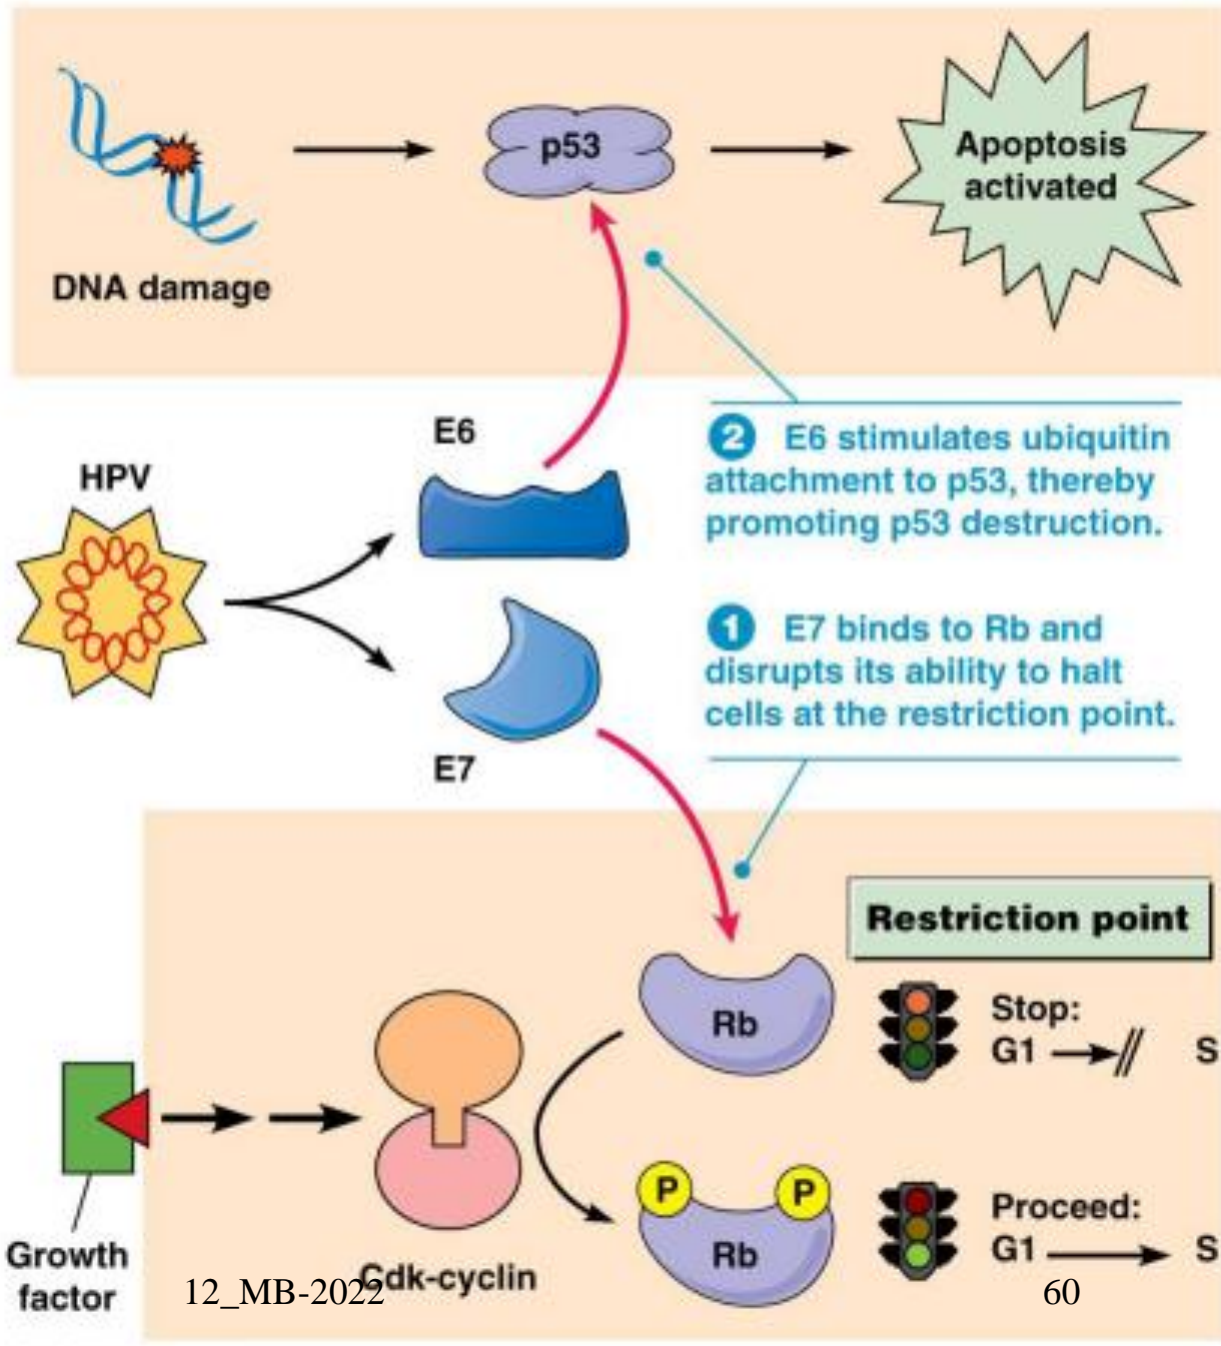 p53
Apoptosis
activated
DNA damage
E6
HPV
2 E6 stimulates ubiquitin
attachment to p53, thereby
promoting p53 destruction.
1 E7 binds to Rb and
disrupts its ability to halt
cells at the restriction point.
E7
Restriction point
Rb
Stop:
G1 S
P P
Rb
Proceed:
G1 S
Growth
factor
Cdk-cyclin
12_MB-2022
60